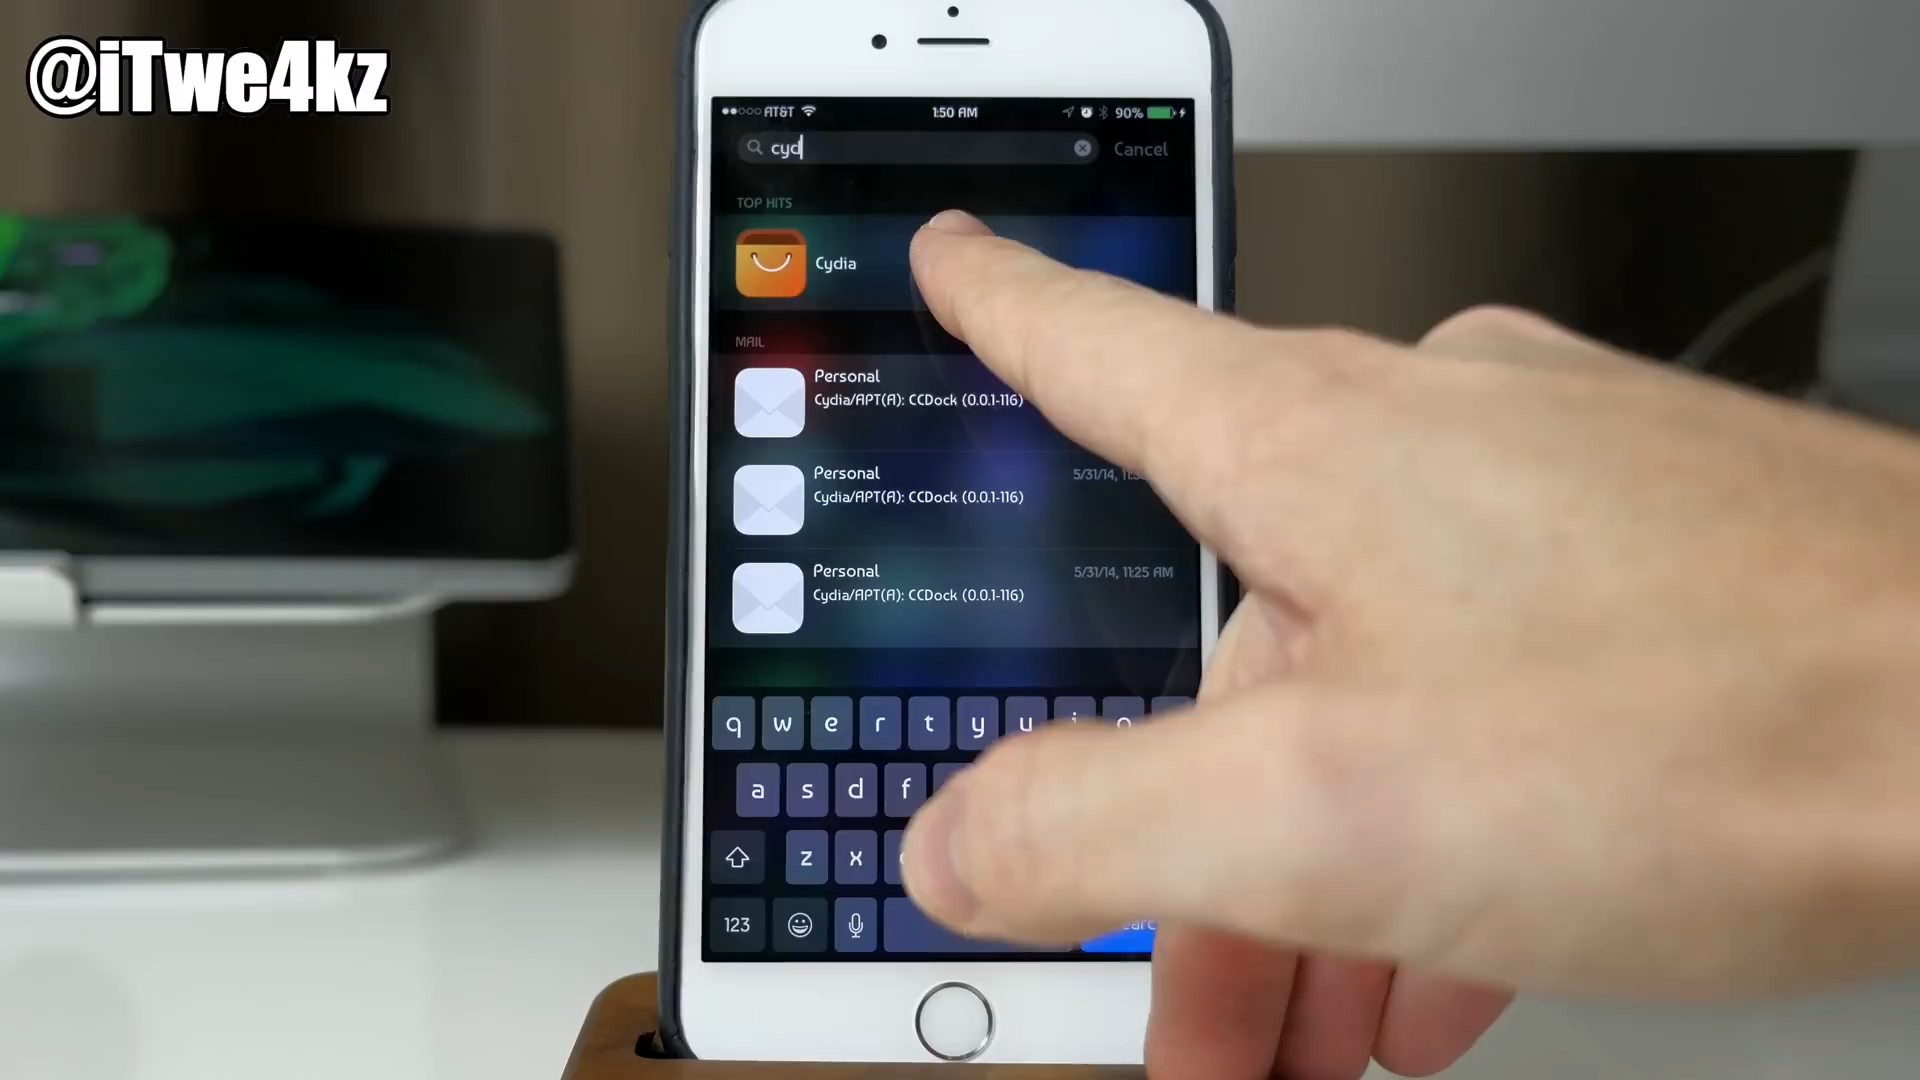 @iTwe4kz
AT&T 1:50 AM 90%
cyd Cancel
TOP HITS
Cydia
MAIL
Personal
Cydia/APT(A): CCDock (0.0.1-116)
Personal 5/31/14,
Cydia/APT(A): CCDock (0.0.1-116)
Personal 5/31/14, 11:25 AM
Cydia/APT(A): CCDock (0.0.1-116)
q w e r t y u i o
a s d f
z x
123